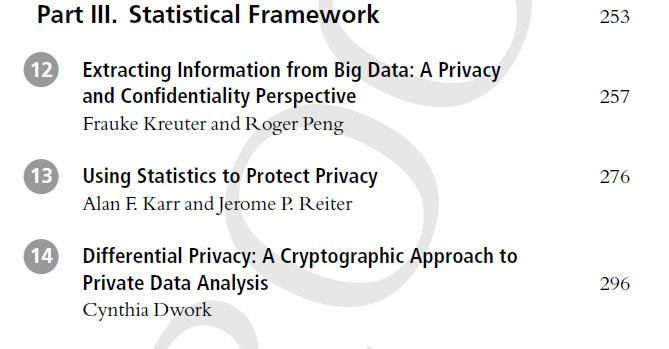 Part III. Statistical Framework 253
12 Extracting Information from Big Data: A Privacy
and Confidentiality Perspective 257
Frauke Kreuter and Roger Peng
13 Using Statistics to Protect Privacy 276
Alan F. Karr and Jerome P. Reiter
14 Differential Privacy: A Cryptographic Approach to
Private Data Analysis 296
Cynthia Dwork